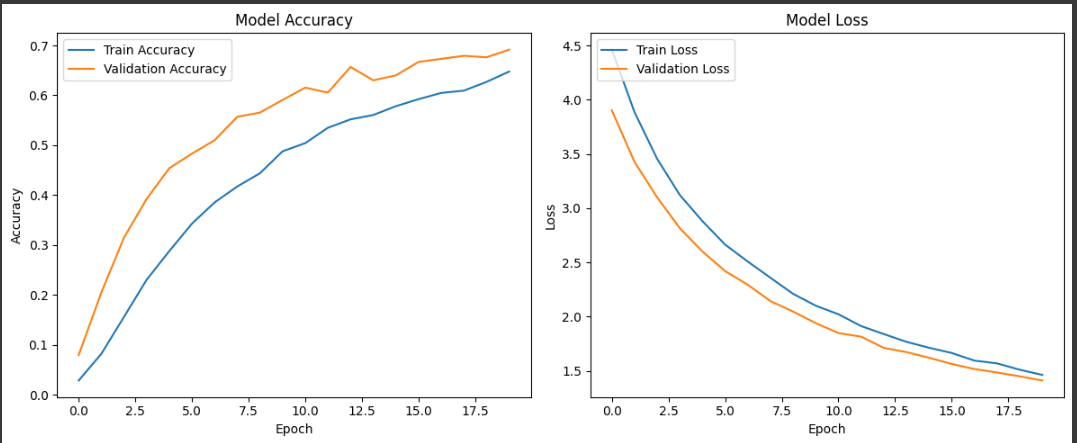 Model Accuracy
0.7
0.6
0.5
0.4
0.3
0.2
0.1
0.0
Accuracy
Train Accuracy
Validation Accuracy
0.0 2.5 5.0 7.5 10.0 12.5 15.0 17.5
Epoch
Model Loss
4.5
4.0
3.5
3.0
2.5
2.0
1.5
Loss
Train Loss
Validation Loss
0.0 2.5 5.0 7.5 10.0 12.5 15.0 17.5
Epoch